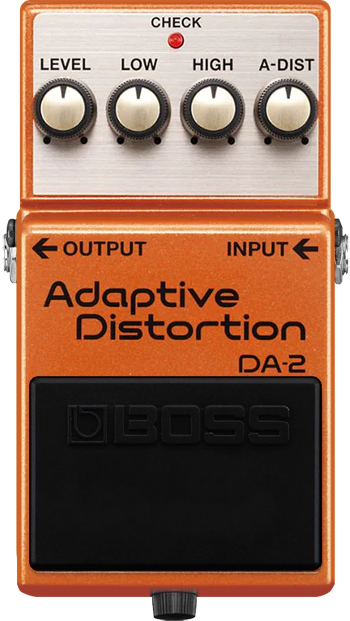 CHECK
LEVEL LOW HIGH A-DIST
OUTPUT INPUT
Adaptive
Distortion
DA-2
BOSS